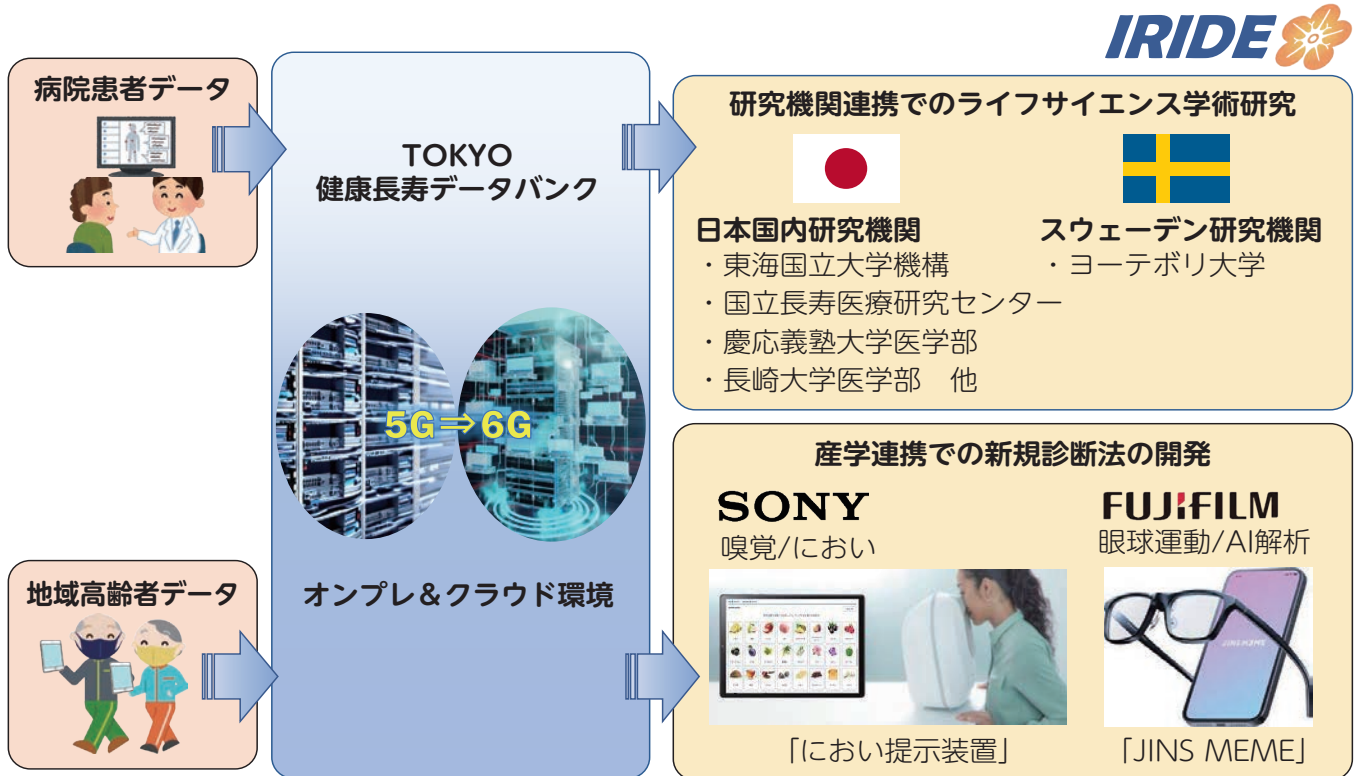 IRIDE
病院患者データ
TOKYO
健康長寿データバンク
5G⇒6G
オンプレ＆クラウド環境
地域高齢者データ
研究機関連携でのライフサイエンス学術研究
日本国内研究機関
・東海国立大学機構
・国立長寿医療研究センター
・慶応義塾大学医学部
・長崎大学医学部　他
スウェーデン研究機関
・ヨーテボリ大学
産学連携での新規診断法の開発
SONY
嗅覚/におい
「におい提示装置」
FUJIFILM
眼球運動/AI解析
JINS MEME
「JINS MEME」